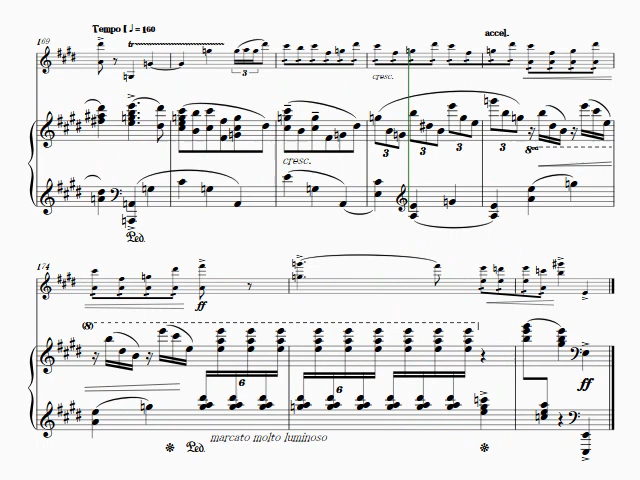 169
Tempo I ♩ = 160
accel.
tr
3
cresc.
cresc.
3 3 3 3
8va
Ped.
174
ff
(8)
6 6
ff
marcato molto luminoso
Ped.